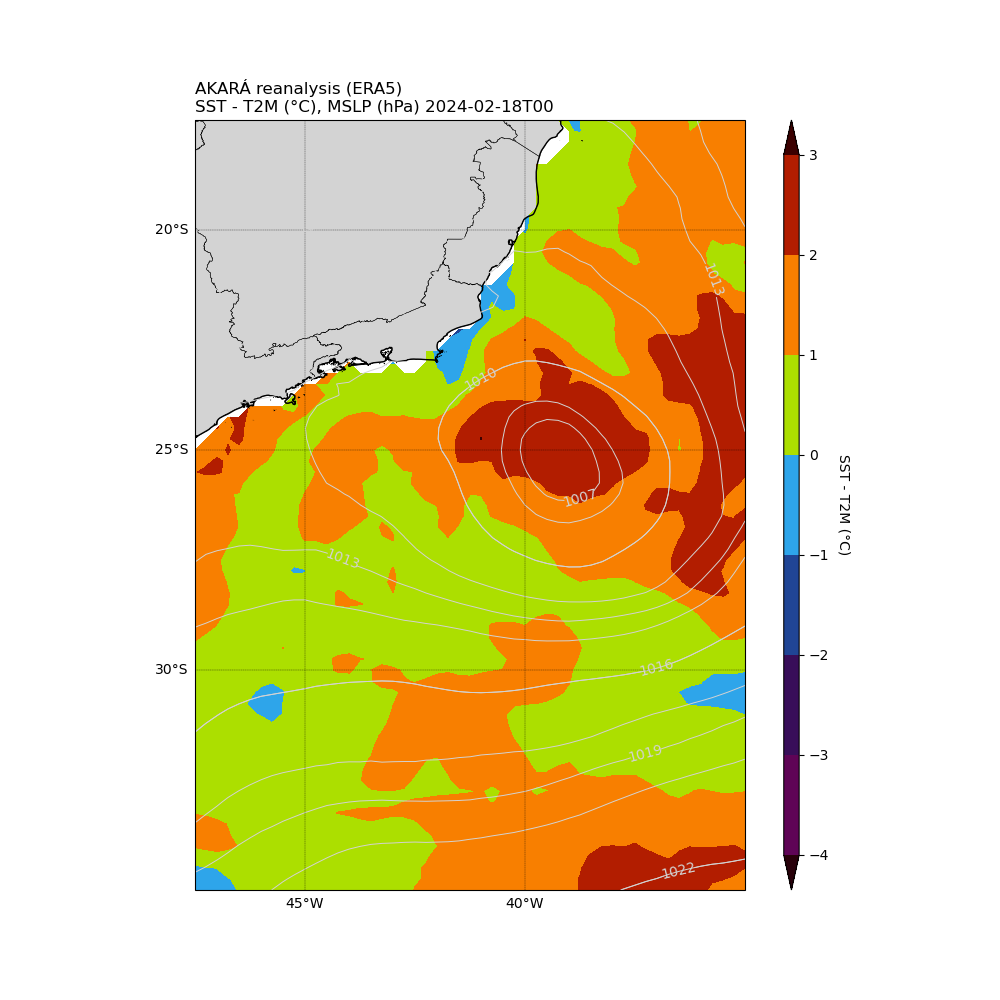 AKARÁ reanalysis (ERA5)
SST - T2M (°C), MSLP (hPa) 2024-02-18T00
20°S
25°S
30°S
45°W
40°W
1013
1010
1007
1013
1016
1019
1022
3
2
1
0
−1
−2
−3
−4
SST - T2M (°C)